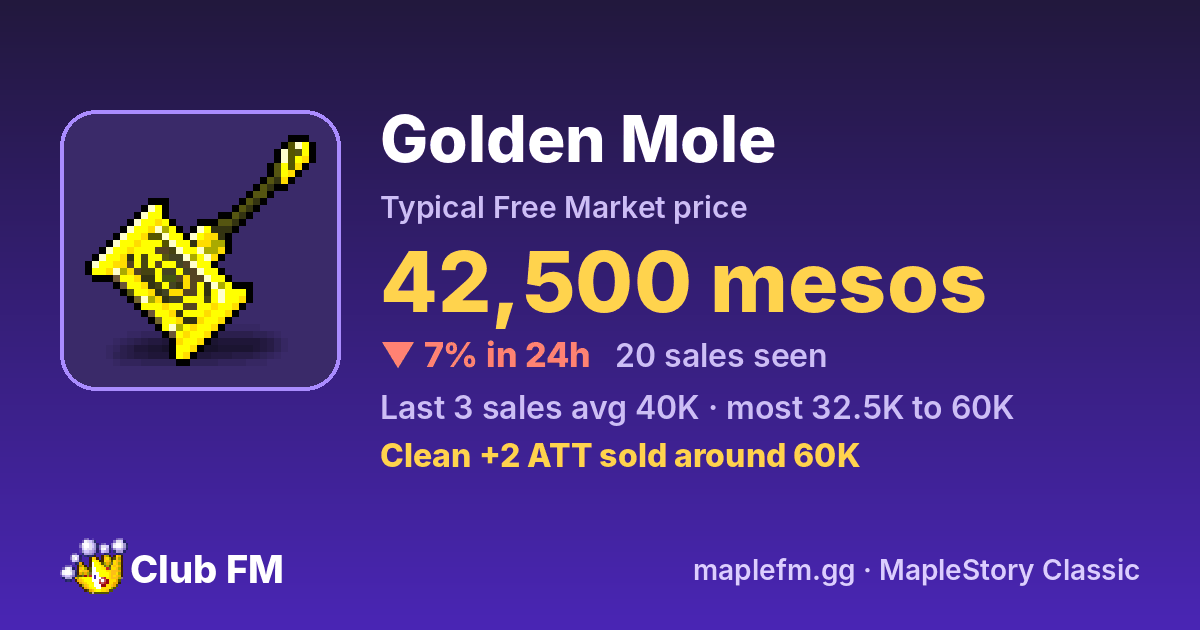 Golden Mole
Typical Free Market price
42,500 mesos
▼ 7% in 24h 20 sales seen
Last 3 sales avg 40K · most 32.5K to 60K
Clean +2 ATT sold around 60K
Club FM
maplefm.gg · MapleStory Classic